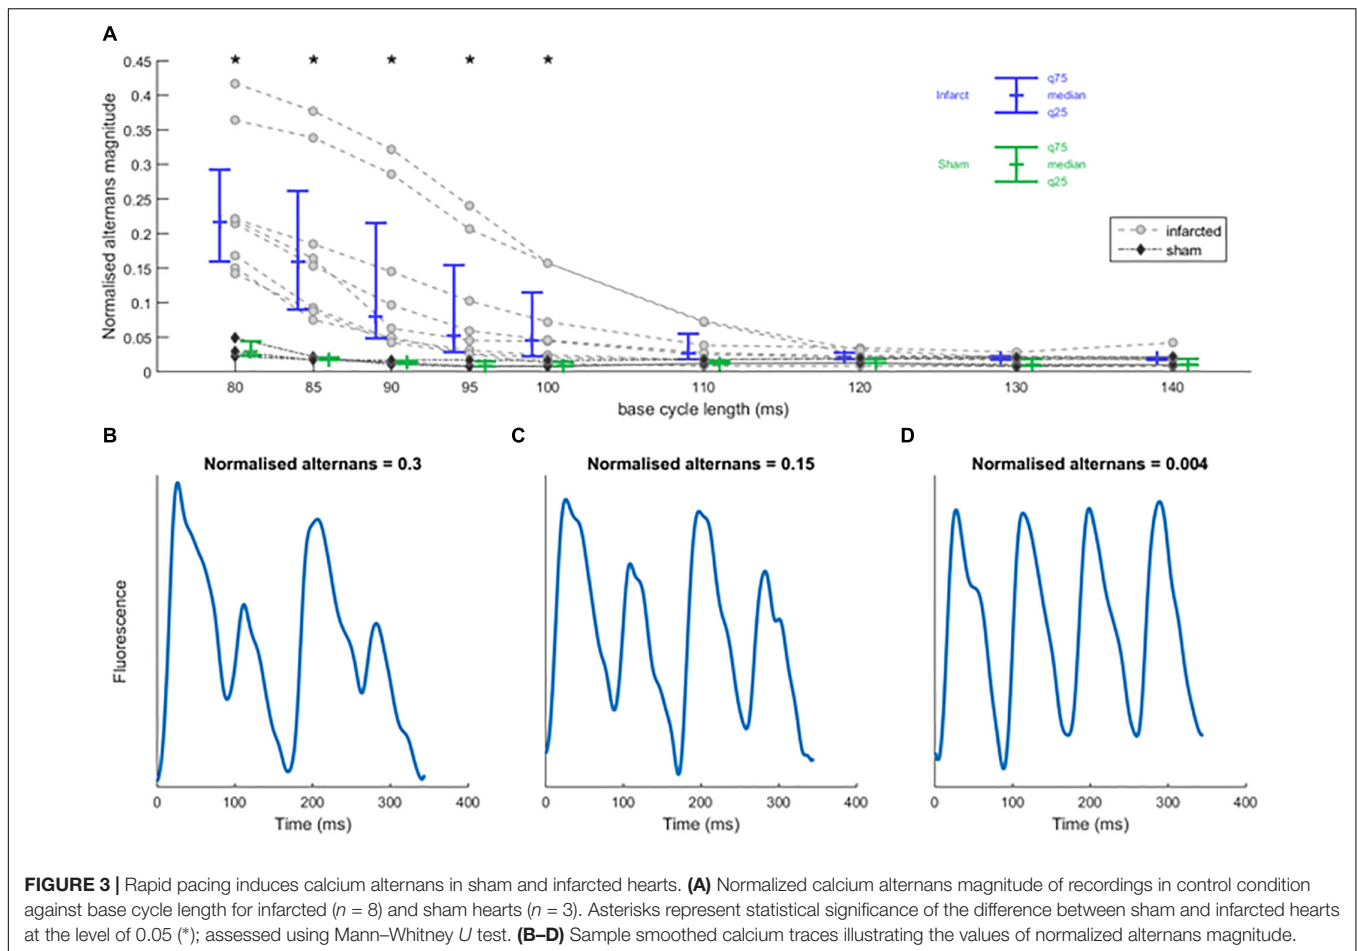 A
★ ★ ★ ★ ★
0.45
0.4
0.35
0.3
0.25
0.2
0.15
0.1
0.05
0
Normalised alternans magnitude
80 85 90 95 100 110 120 130 140
base cycle length (ms)
Infarct
q75
median
q25
Sham
q75
median
q25
infarcted
sham
B
Normalised alternans = 0.3
Fluorescence
0 100 200 300 400
Time (ms)
C
Normalised alternans = 0.15
0 100 200 300 400
Time (ms)
D
Normalised alternans = 0.004
0 100 200 300 400
Time (ms)
FIGURE 3 | Rapid pacing induces calcium alternans in sham and infarcted hearts. (A) Normalized calcium alternans magnitude of recordings in control condition
against base cycle length for infarcted (n = 8) and sham hearts (n = 3). Asterisks represent statistical significance of the difference between sham and infarcted hearts
at the level of 0.05 (*); assessed using Mann–Whitney U test. (B–D) Sample smoothed calcium traces illustrating the values of normalized alternans magnitude.